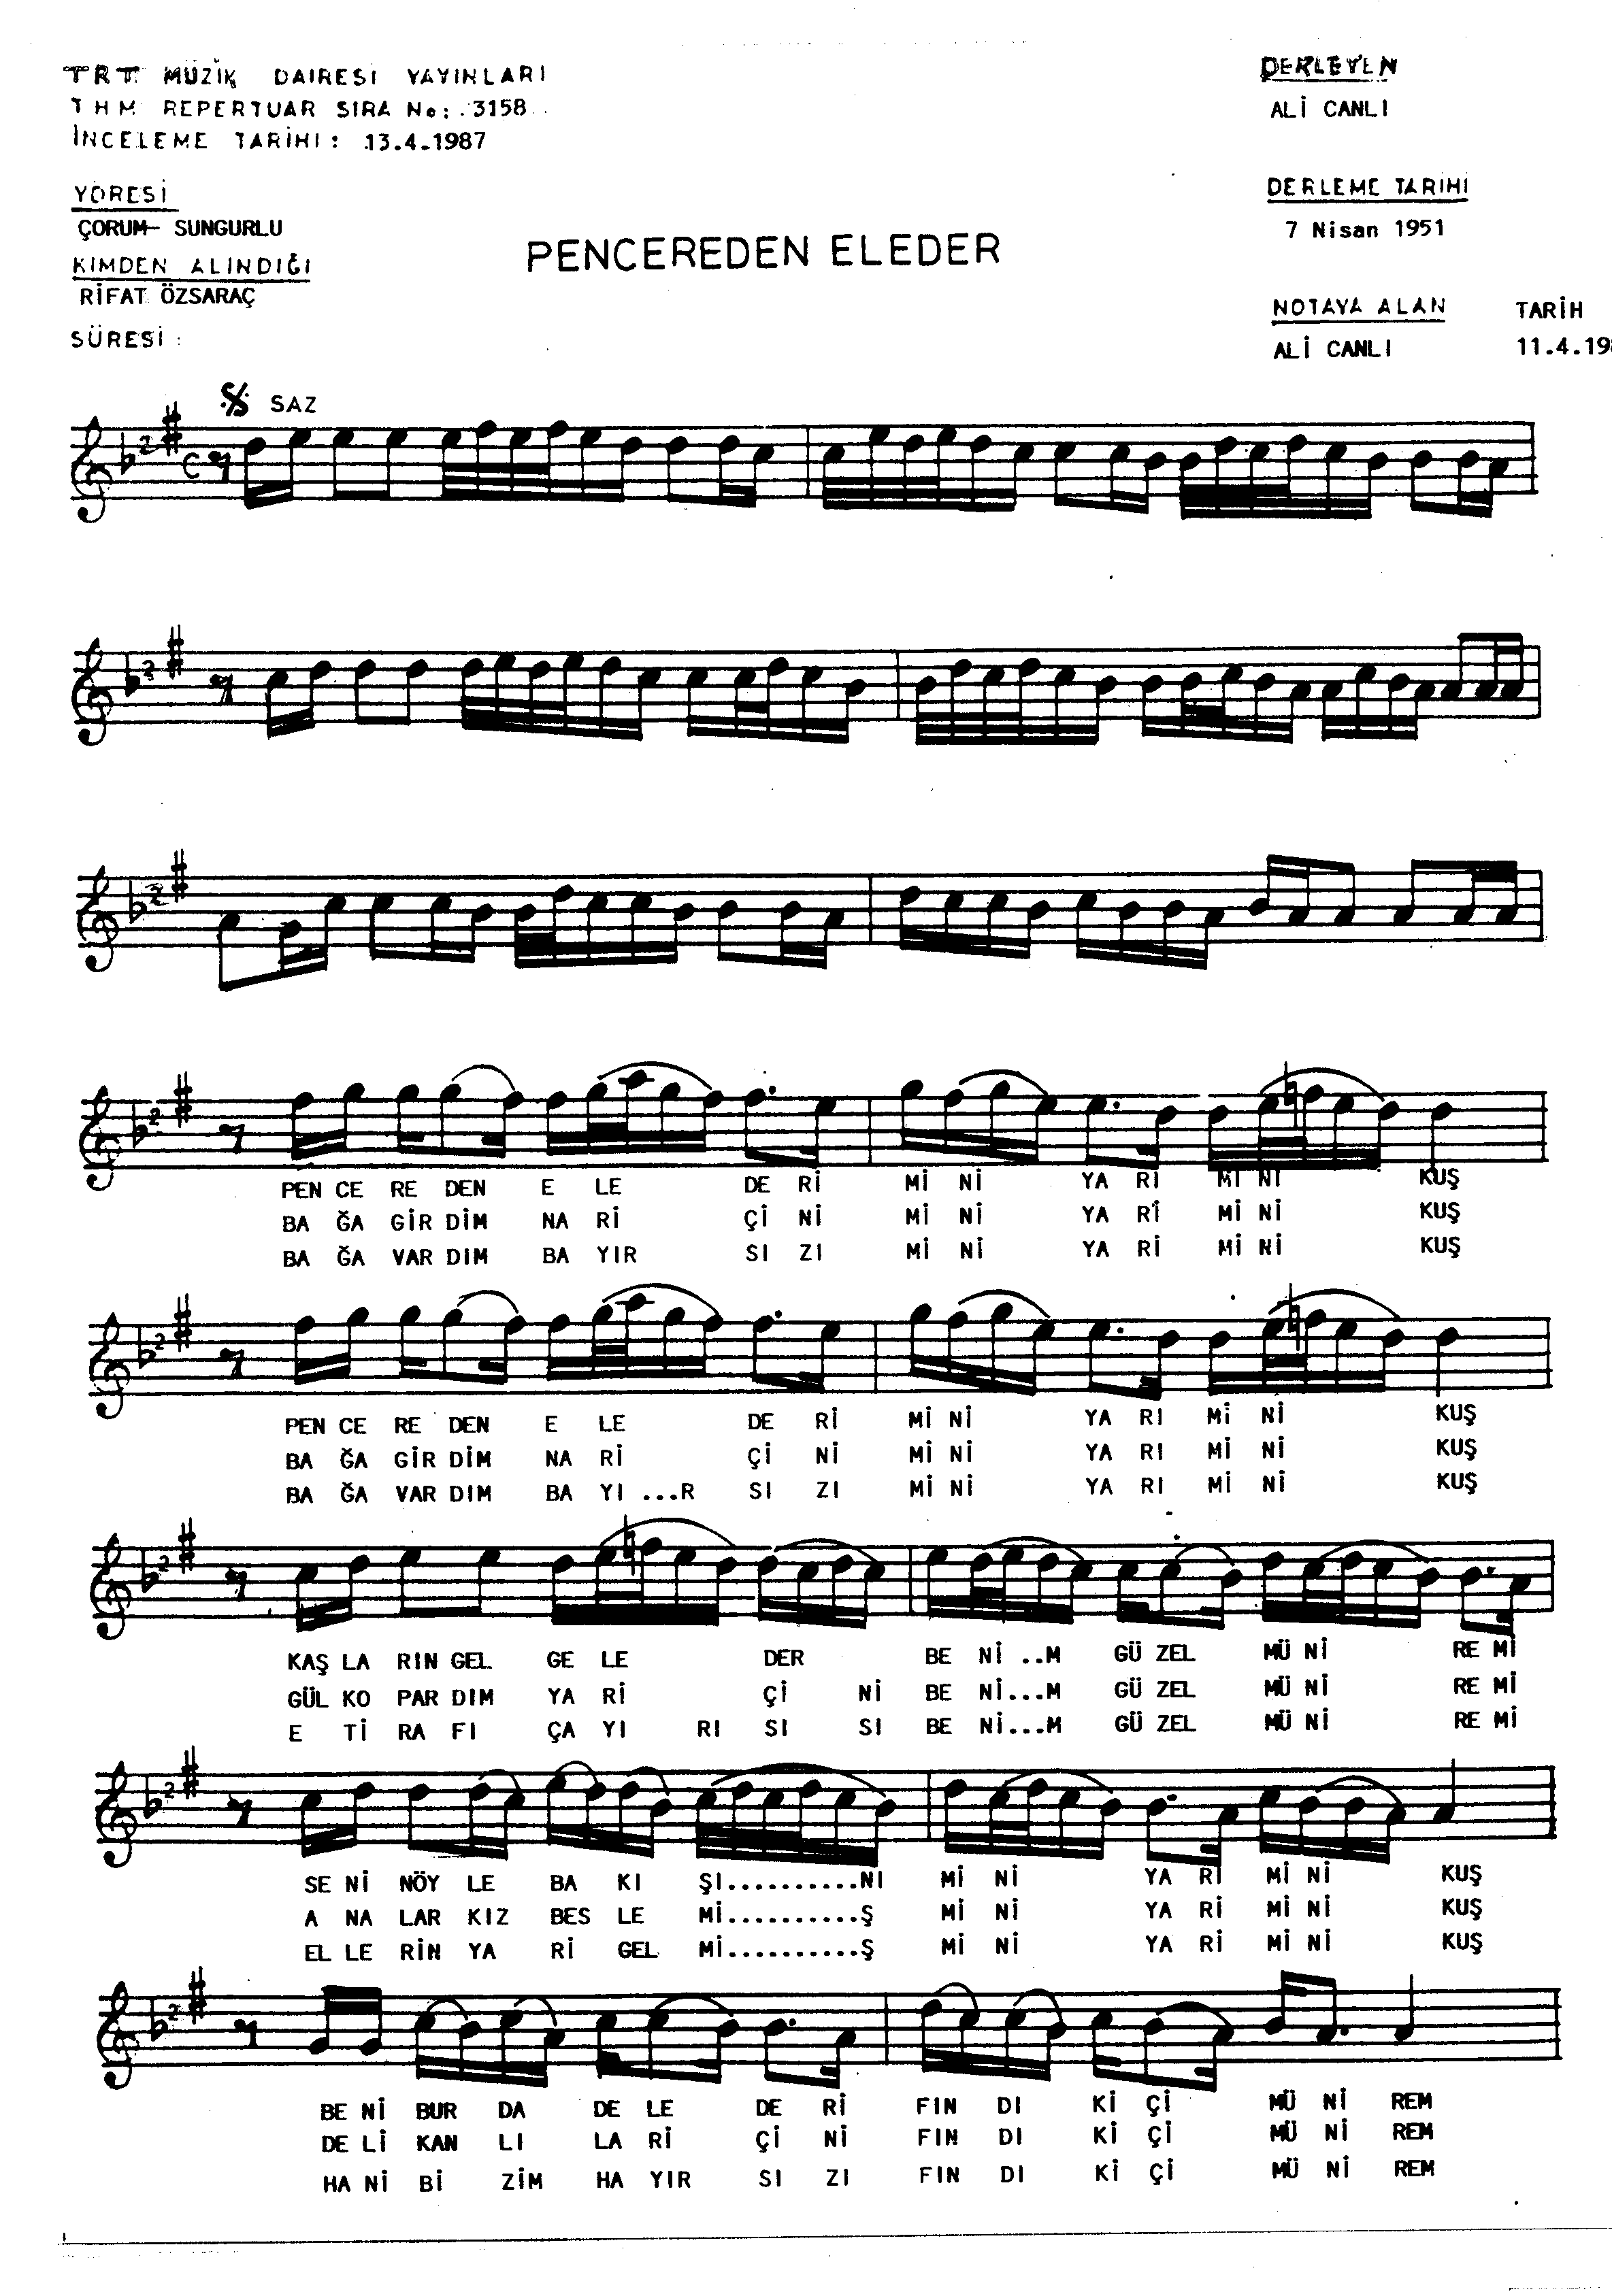 TRT MÜZİK DAİRESİ YAYINLARI
THM REPERTUAR SIRA No: 3158
İNCELEME TARİHİ: 13.4.1987
DERLEYEN
ALİ CANLI
YÖRESİ
ÇORUM- SUNGURLU
DERLEME TARİHİ
7 Nisan 1951
PENCEREDEN ELEDER
KİMDEN ALINDIĞI
RİFAT ÖZSARAÇ
NOTAYA ALAN TARİH
ALİ CANLI 11.4.198
SÜRESİ :
SAZ
PEN CE RE DEN E LE DE Rİ Mİ Nİ YA RI Mİ Nİ KUŞ
BA ĞA GİR DİM NA Rİ Çİ Nİ Mİ Nİ YA Rİ Mİ Nİ KUŞ
BA ĞA VAR DIM BA YIR SI ZI Mİ Nİ YA Rİ Mİ Nİ KUŞ
PEN CE RE DEN E LE DE Rİ Mİ Nİ YA RI Mİ Nİ KUŞ
BA ĞA GİR DİM NA Rİ Çİ Nİ Mİ Nİ YA RI Mİ Nİ KUŞ
BA ĞA VAR DIM BA YI ...R SI ZI Mİ Nİ YA RI Mİ Nİ KUŞ
KAŞ LA RIN GEL GE LE DER BE Nİ ..M GÜ ZEL MÜ Nİ RE Mİ
GÜL KO PAR DIM YA Rİ Çİ Nİ BE Nİ...M GÜ ZEL MÜ Nİ RE Mİ
E Tİ RA FI ÇA YI RI SI SI BE Nİ...M GÜ ZEL MÜ Nİ RE Mİ
SE Nİ NÖY LE BA KI ŞI..........NI Mİ Nİ YA Rİ Mİ Nİ KUŞ
A NA LAR KIZ BES LE Mİ..........Ş Mİ Nİ YA Rİ Mİ Nİ KUŞ
EL LE RİN YA Rİ GEL Mİ..........Ş Mİ Nİ YA Rİ Mİ Nİ KUŞ
BE Nİ BUR DA DE LE DE Rİ FIN DI Kİ Çİ MÜ Nİ REM
DE Lİ KAN LI LA Rİ Çİ Nİ FIN DI Kİ Çİ MÜ Nİ REM
HA Nİ Bİ ZİM HA YIR SI ZI FIN DI Kİ Çİ MÜ Nİ REM